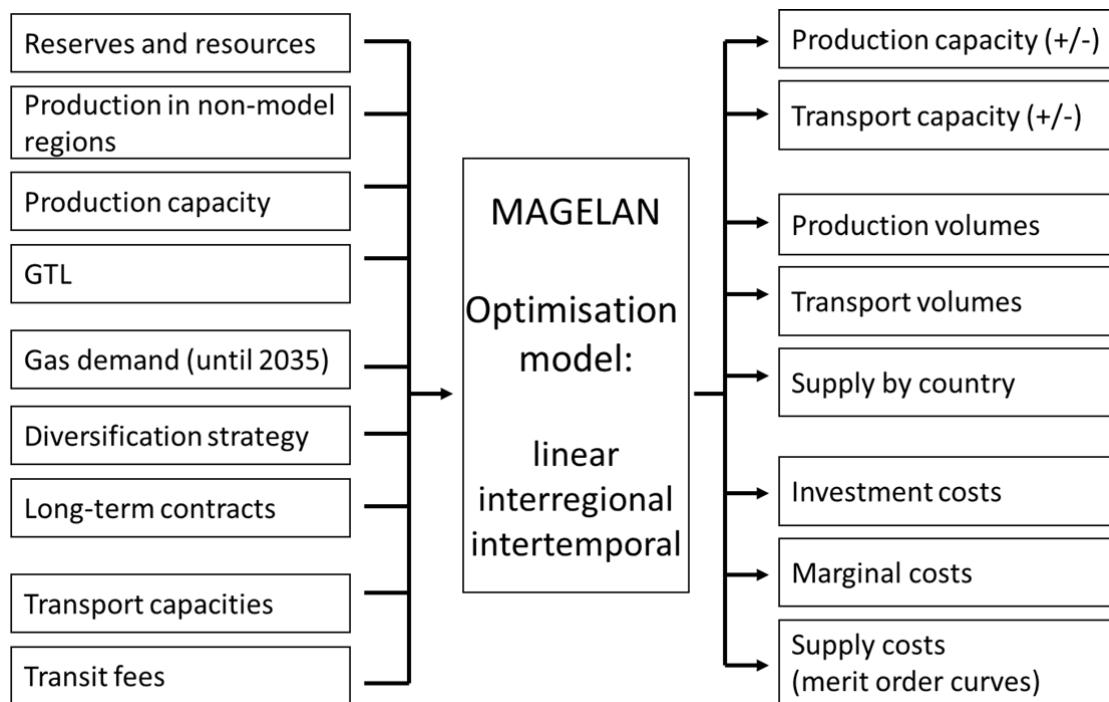 Reserves and resources
Production in non-model
regions
Production capacity
GTL
Gas demand (until 2035)
Diversification strategy
Long-term contracts
Transport capacities
Transit fees
MAGELAN
Optimisation
model:
linear
interregional
intertemporal
Production capacity (+/-)
Transport capacity (+/-)
Production volumes
Transport volumes
Supply by country
Investment costs
Marginal costs
Supply costs
(merit order curves)